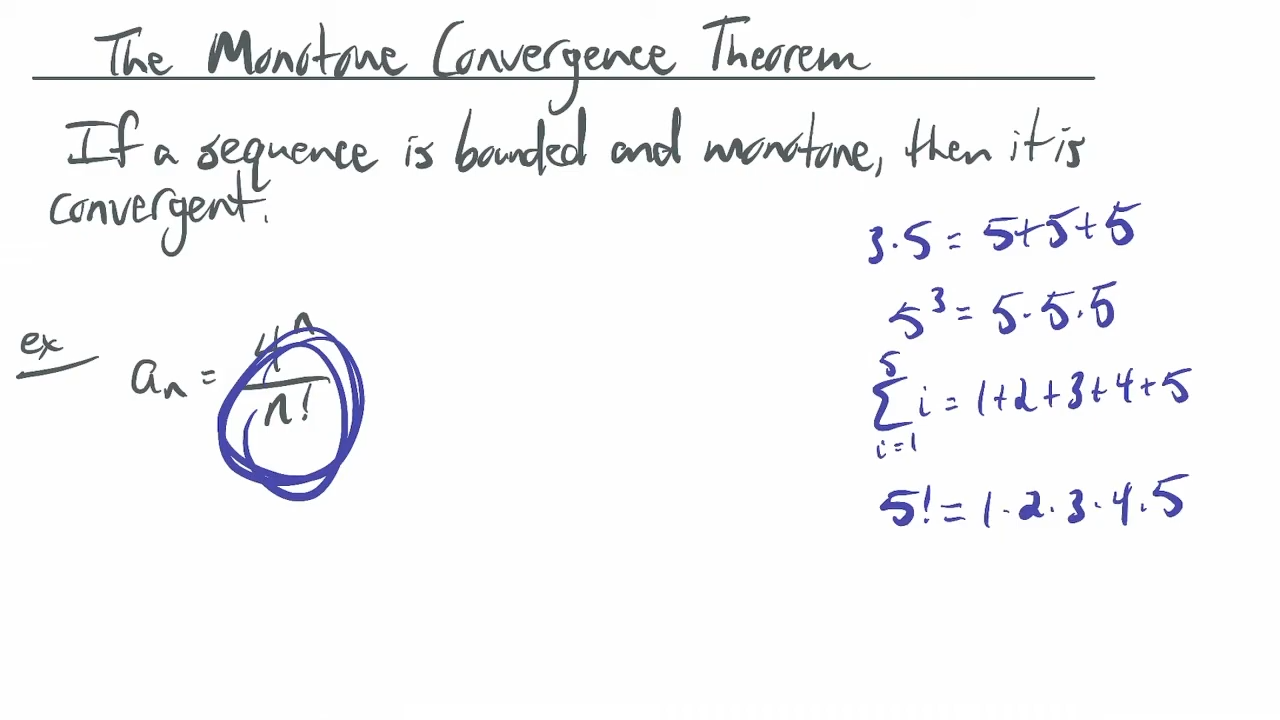 The Monotone Convergence Theorem
If a sequence is bounded and monotone, then it is
convergent.
3·5 = 5+5+5
5³ = 5·5·5
5
∑ i = 1+2+3+4+5
i=1
5! = 1·2·3·4·5
ex
aₙ = 4ⁿ/n!